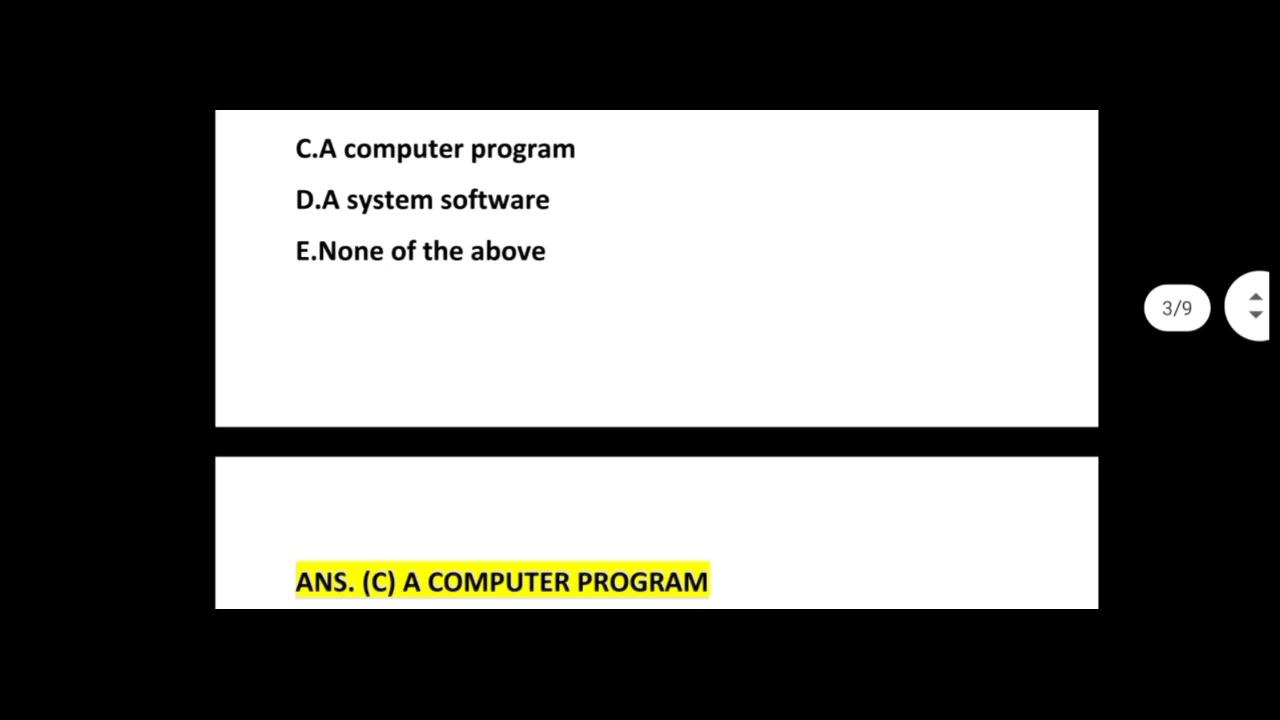 C.A computer program
D.A system software
E.None of the above
3/9
ANS. (C) A COMPUTER PROGRAM